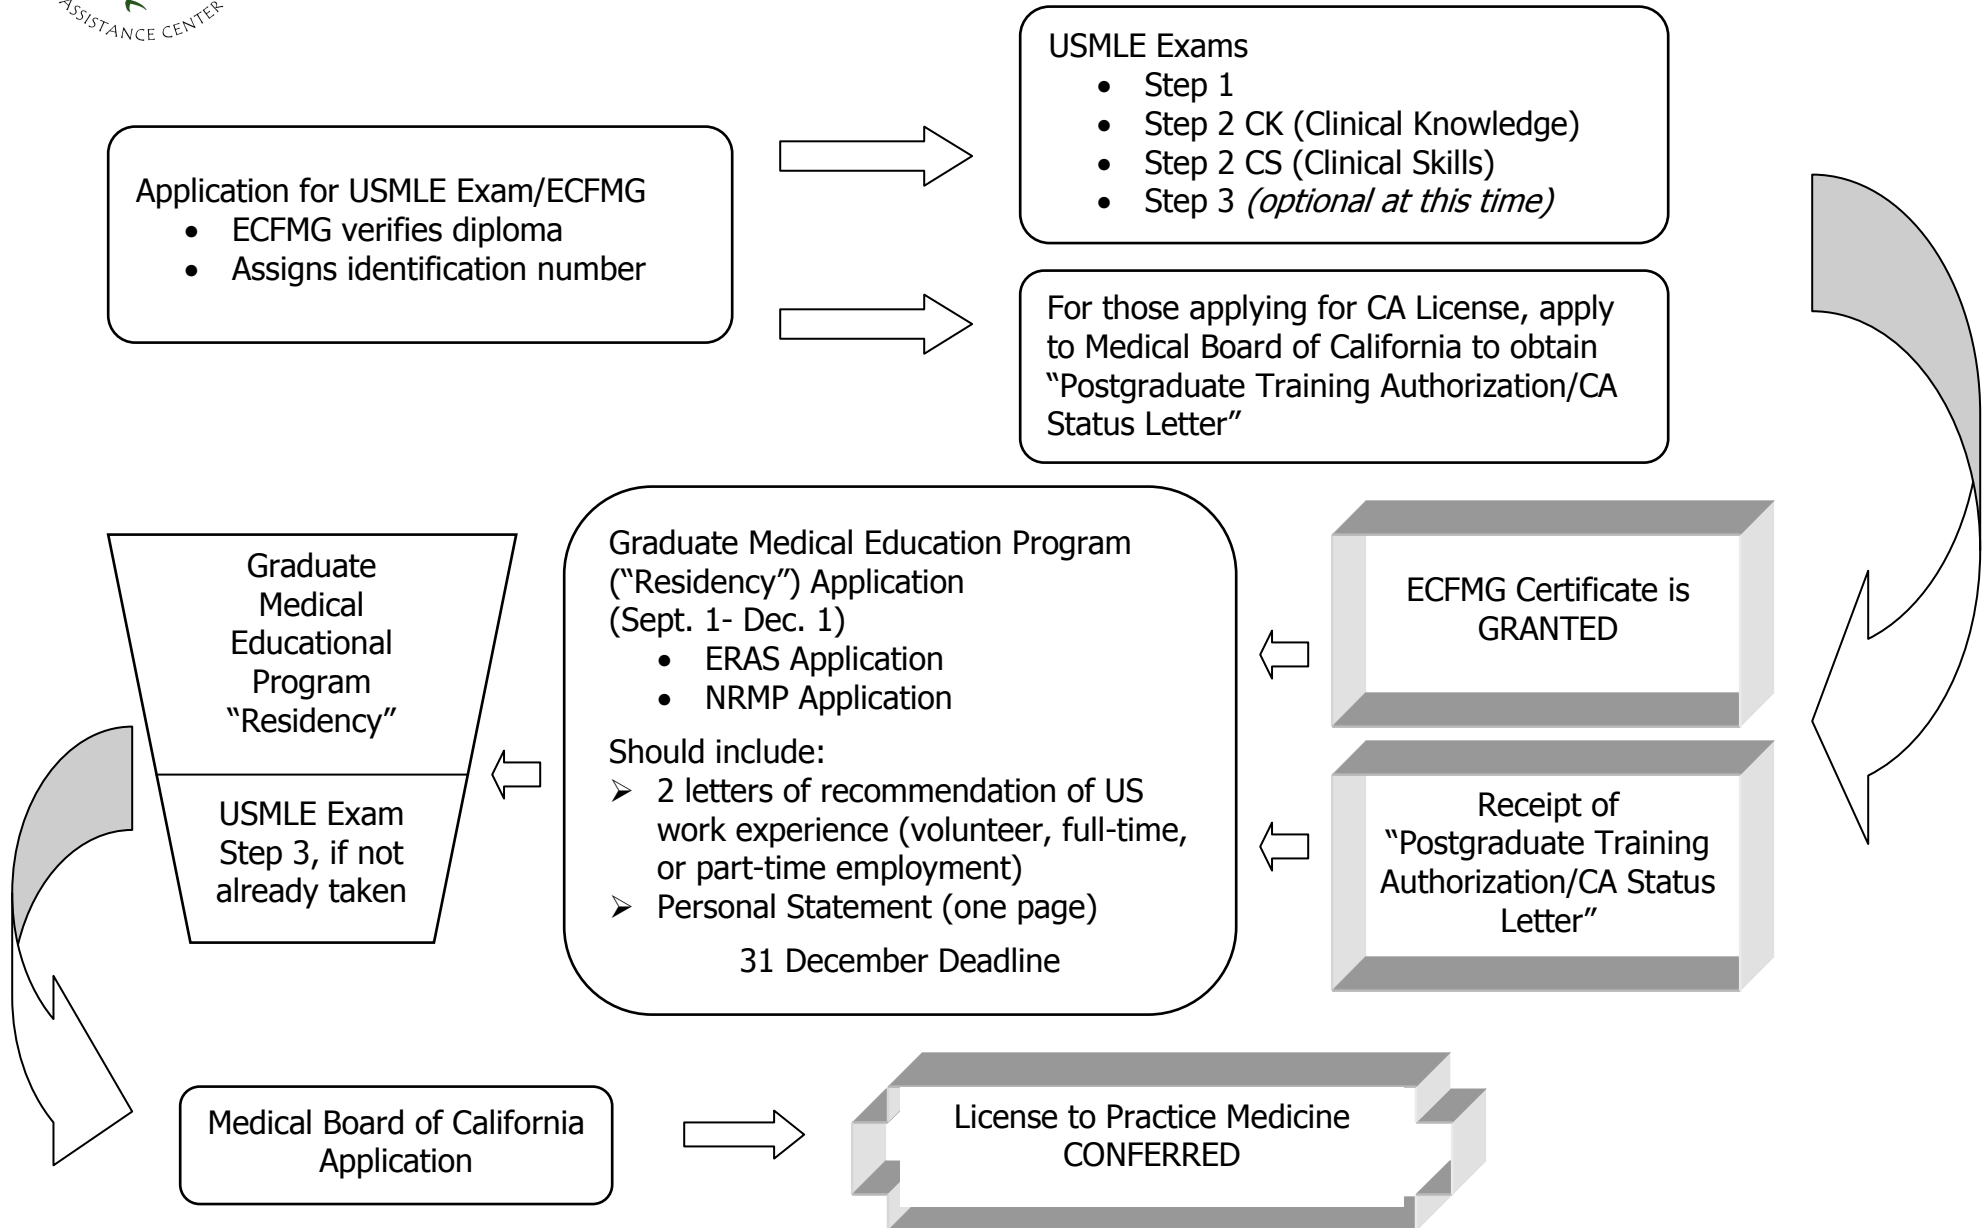 ASSISTANCE CENTER
Application for USMLE Exam/ECFMG
• ECFMG verifies diploma
• Assigns identification number
USMLE Exams
• Step 1
• Step 2 CK (Clinical Knowledge)
• Step 2 CS (Clinical Skills)
• Step 3 (optional at this time)
For those applying for CA License, apply
to Medical Board of California to obtain
“Postgraduate Training Authorization/CA
Status Letter”
ECFMG Certificate is
GRANTED
Receipt of
“Postgraduate Training
Authorization/CA Status
Letter”
Graduate Medical Education Program
(“Residency”) Application
(Sept. 1- Dec. 1)
• ERAS Application
• NRMP Application
Should include:
➢ 2 letters of recommendation of US
work experience (volunteer, full-time,
or part-time employment)
➢ Personal Statement (one page)
31 December Deadline
Graduate
Medical
Educational
Program
“Residency”
USMLE Exam
Step 3, if not
already taken
Medical Board of California
Application
License to Practice Medicine
CONFERRED